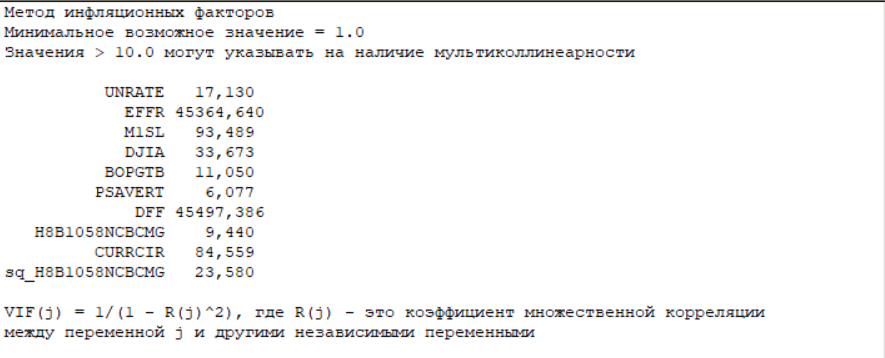 Метод инфляционных факторов
Минимальное возможное значение = 1.0
Значения > 10.0 могут указывать на наличие мультиколлинеарности
UNRATE 17,130
EFFR 45364,640
M1SL 93,489
DJIA 33,673
BOPGTB 11,050
PSAVERT 6,077
DFF 45497,386
H8B1058NCBCMG 9,440
CURRCIR 84,559
sq_H8B1058NCBCMG 23,580
VIF(j) = 1/(1 - R(j)^2), где R(j) - это коэффициент множественной корреляции
между переменной j и другими независимыми переменными